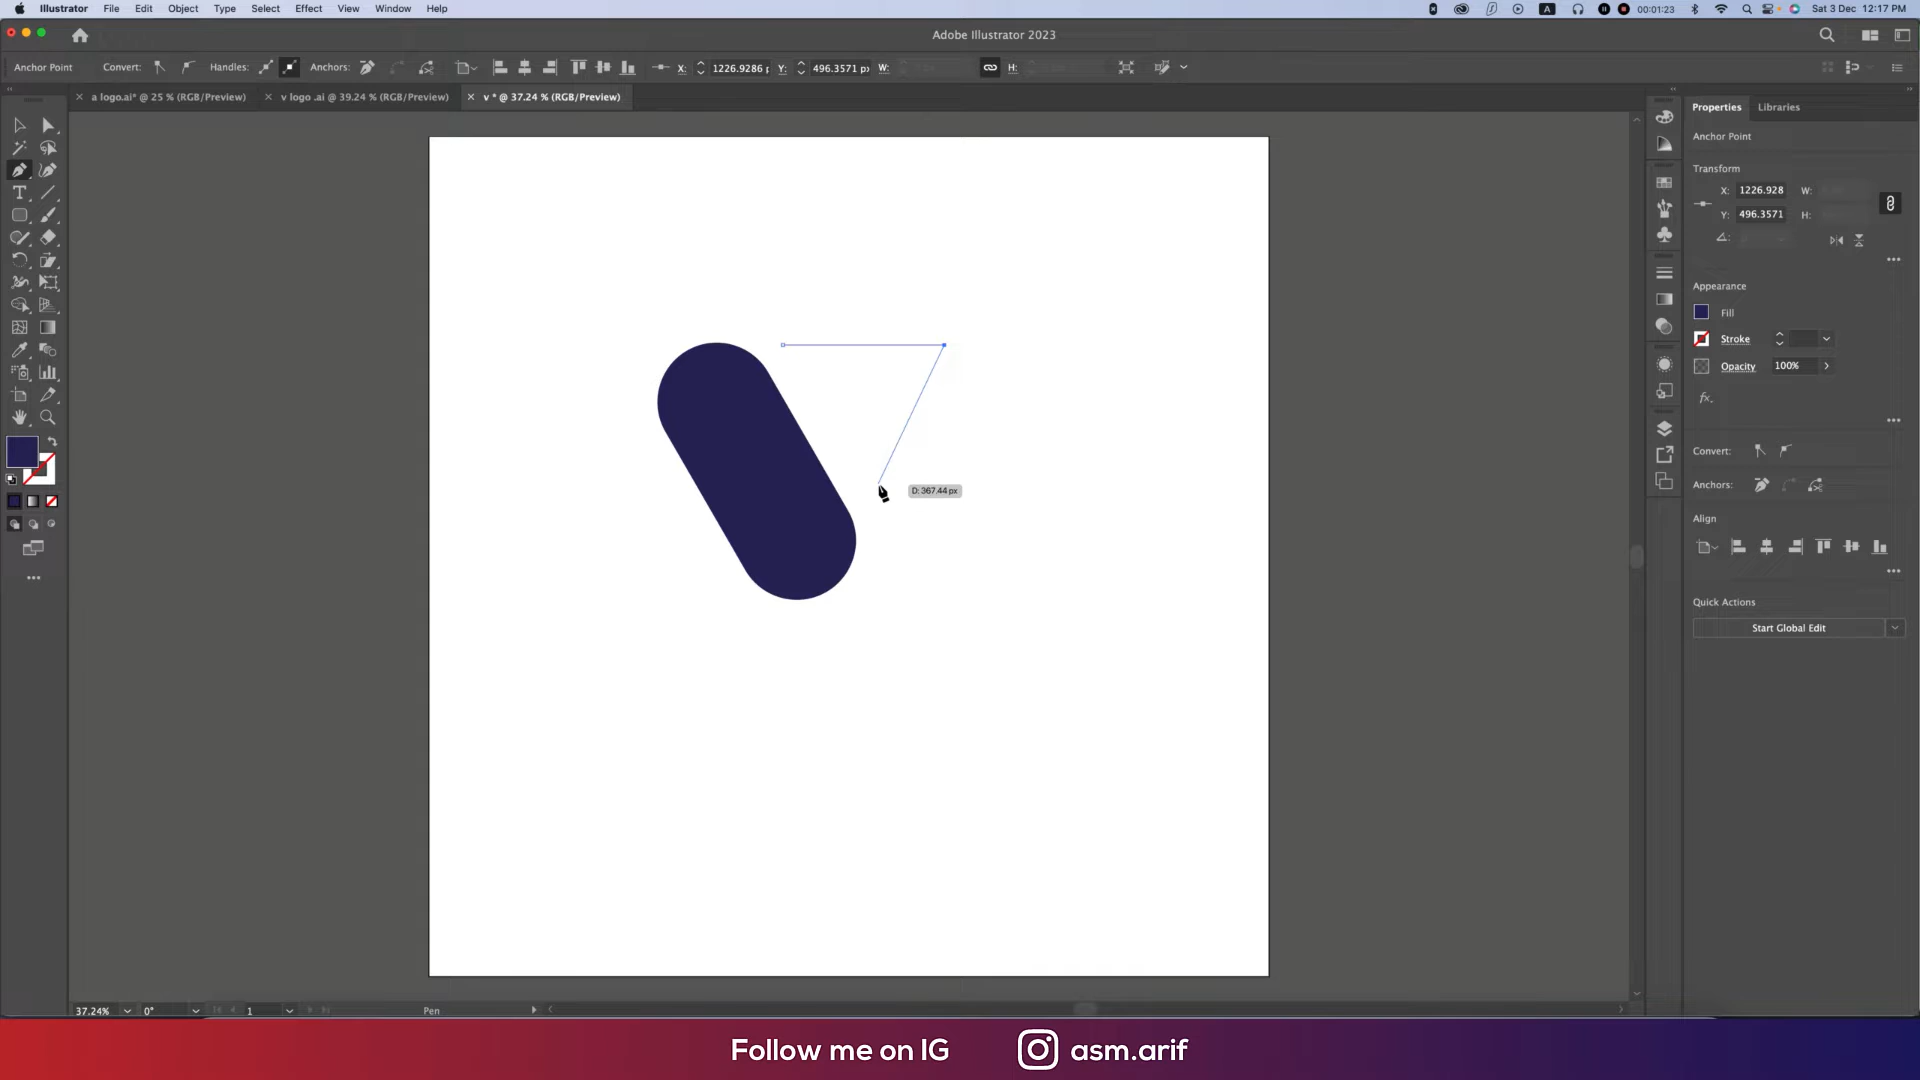 Illustrator File Edit Object Type Select Effect View Window Help
00:01:23
A
Sat 3 Dec 12:17 PM
Adobe Illustrator 2023
Anchor Point Convert: Handles: Anchors: X: 1226.9286 p Y: 496.3571 px W: H:
a logo.ai* @ 25 % (RGB/Preview)
v logo .ai @ 39.24 % (RGB/Preview)
v * @ 37.24 % (RGB/Preview)
Properties Libraries
Anchor Point
Transform
X: 1226.928 W:
Y: 496.3571 H:
Appearance
Fill
Stroke
Opacity 100%
fx.
Convert:
Anchors:
Align
Quick Actions
Start Global Edit
D: 367.44 px
37.24% 0° 1 Pen
Follow me on IG asm.arif